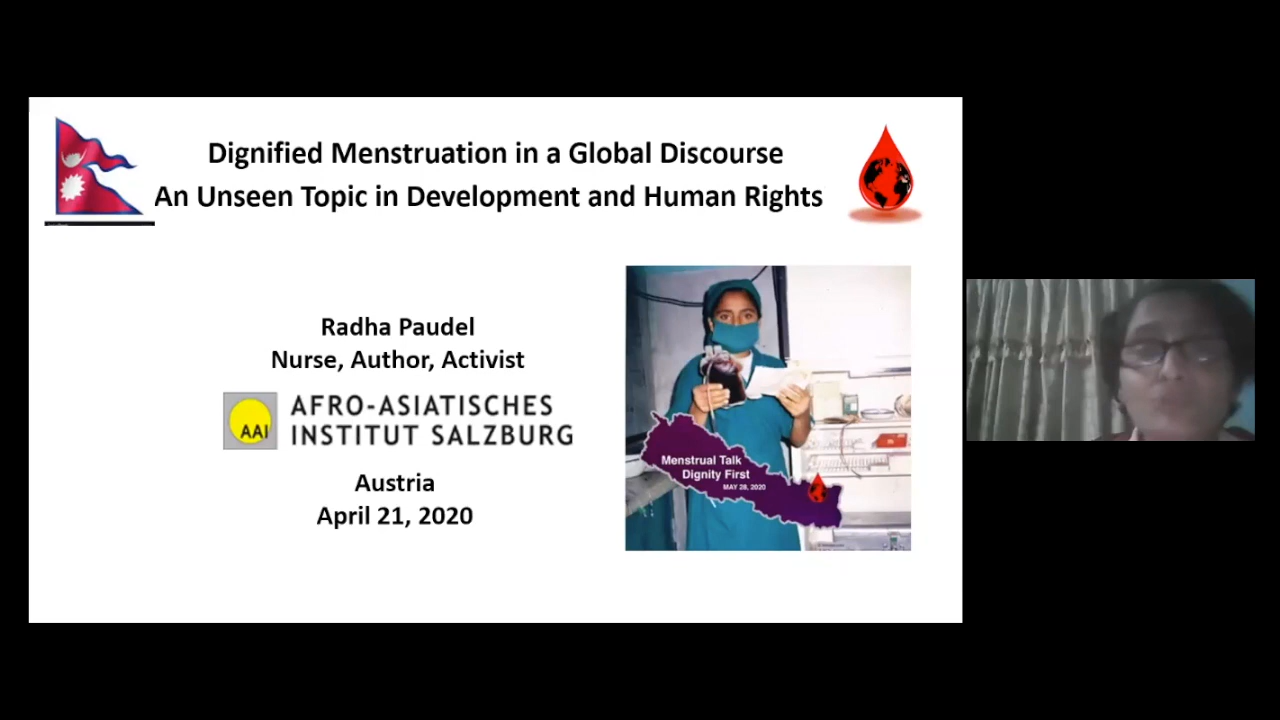 Dignified Menstruation in a Global Discourse
An Unseen Topic in Development and Human Rights
Radha Paudel
Nurse, Author, Activist
AAI
AFRO-ASIATISCHES
INSTITUT SALZBURG
Austria
April 21, 2020
Menstrual Talk
Dignity First
MAY 28, 2020